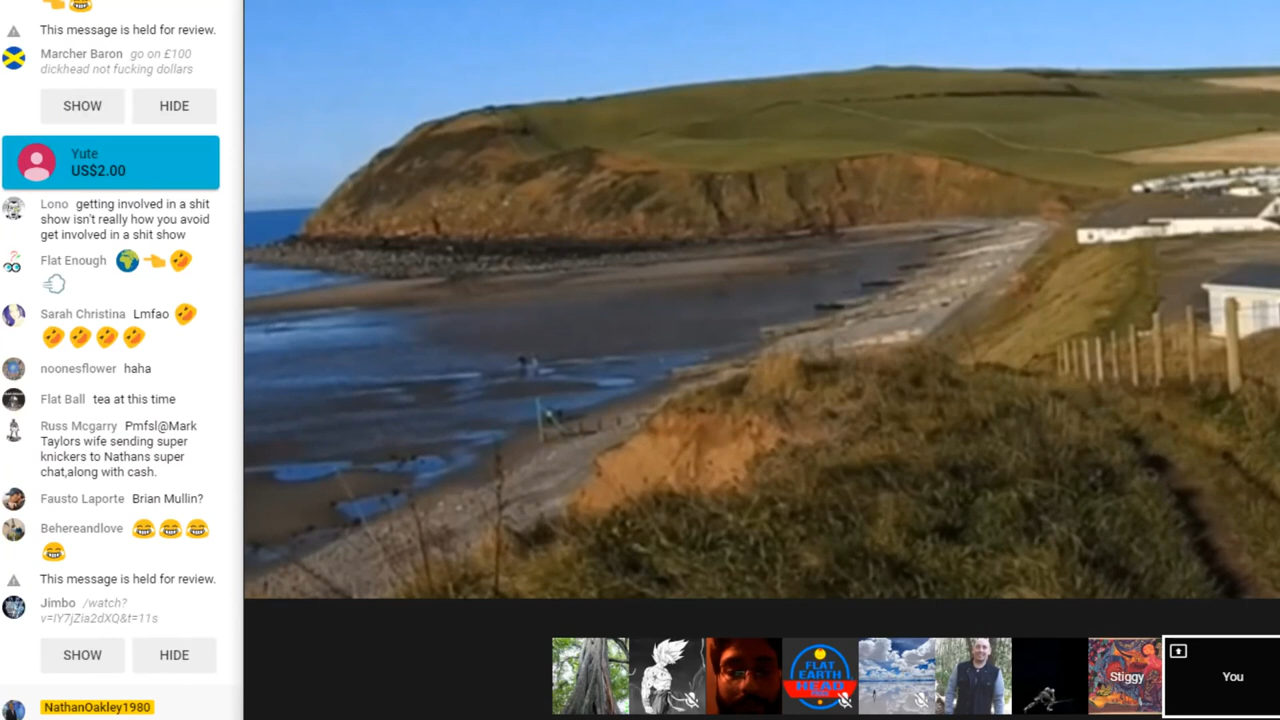 This message is held for review.
Marcher Baron go on £100
dickhead not fucking dollars
SHOW HIDE
Yute
US$2.00
Lono getting involved in a shit
show isn't really how you avoid
get involved in a shit show
Flat Enough
Sarah Christina Lmfao
noonesflower haha
Flat Ball tea at this time
Russ Mcgarry Pmfsl@Mark
Taylors wife sending super
knickers to Nathans super
chat,along with cash.
Fausto Laporte Brian Mullin?
Behereandlove
This message is held for review.
Jimbo /watch?
v=IY7jZia2dXQ&t=11s
SHOW HIDE
NathanOakley1980
FLAT
EARTH
HEAD
Stiggy
You